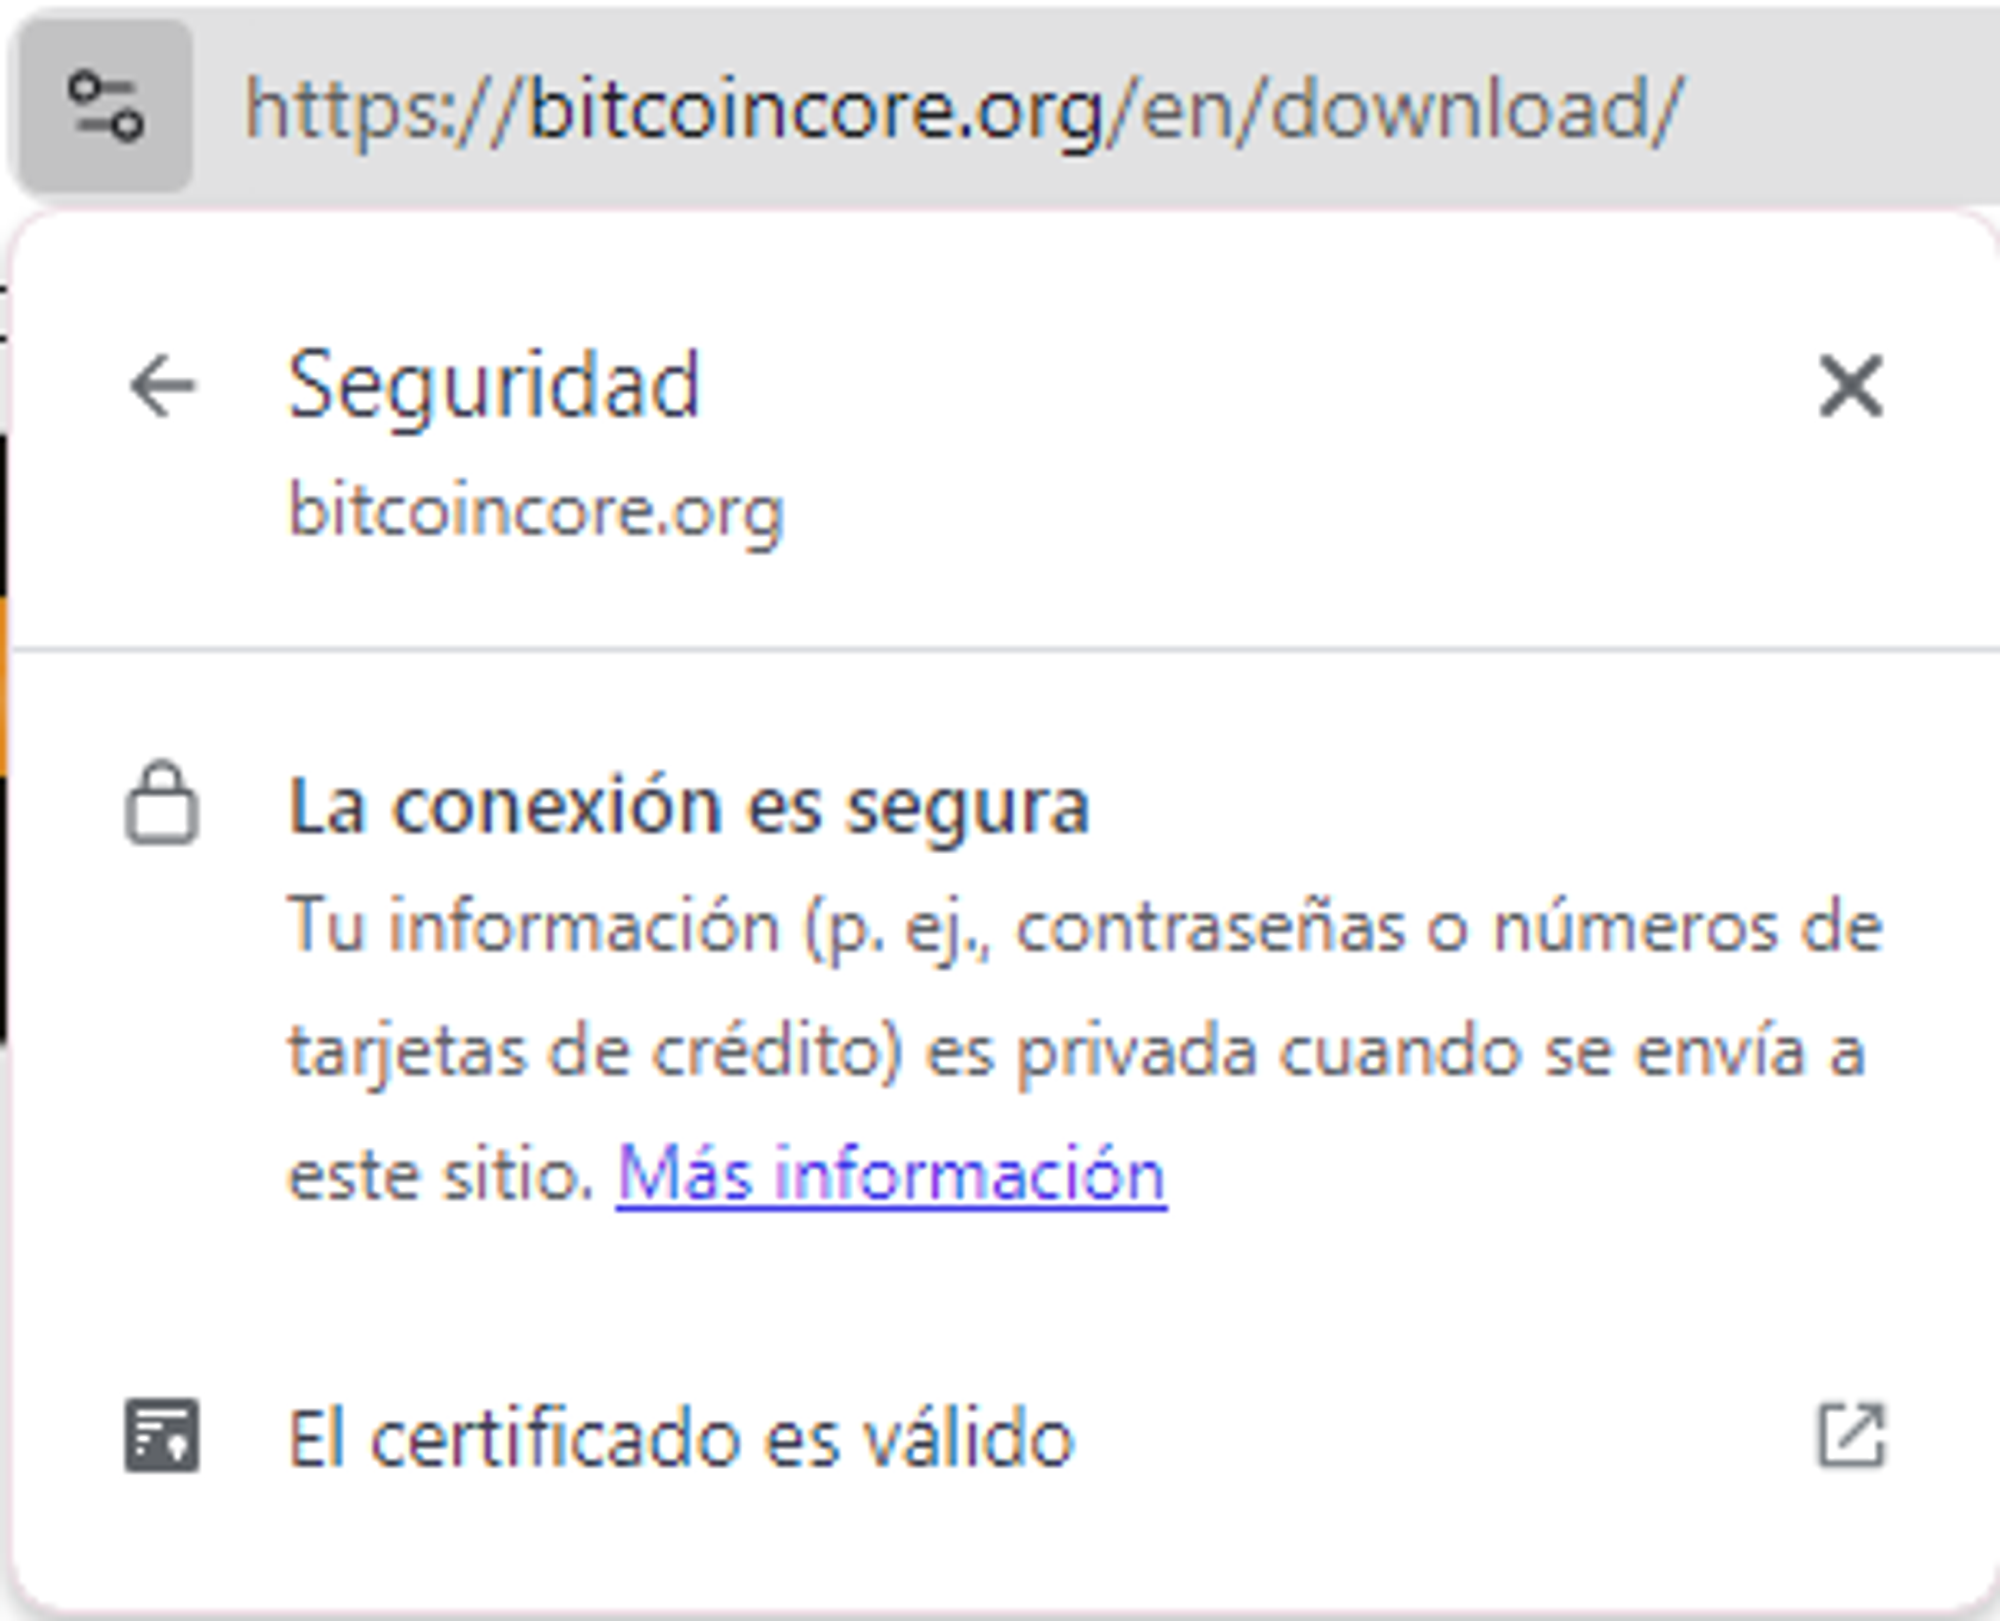 https://bitcoincore.org/en/download/
Seguridad
bitcoincore.org
La conexión es segura
Tu información (p. ej., contraseñas o números de
tarjetas de crédito) es privada cuando se envía a
este sitio. Más información
El certificado es válido